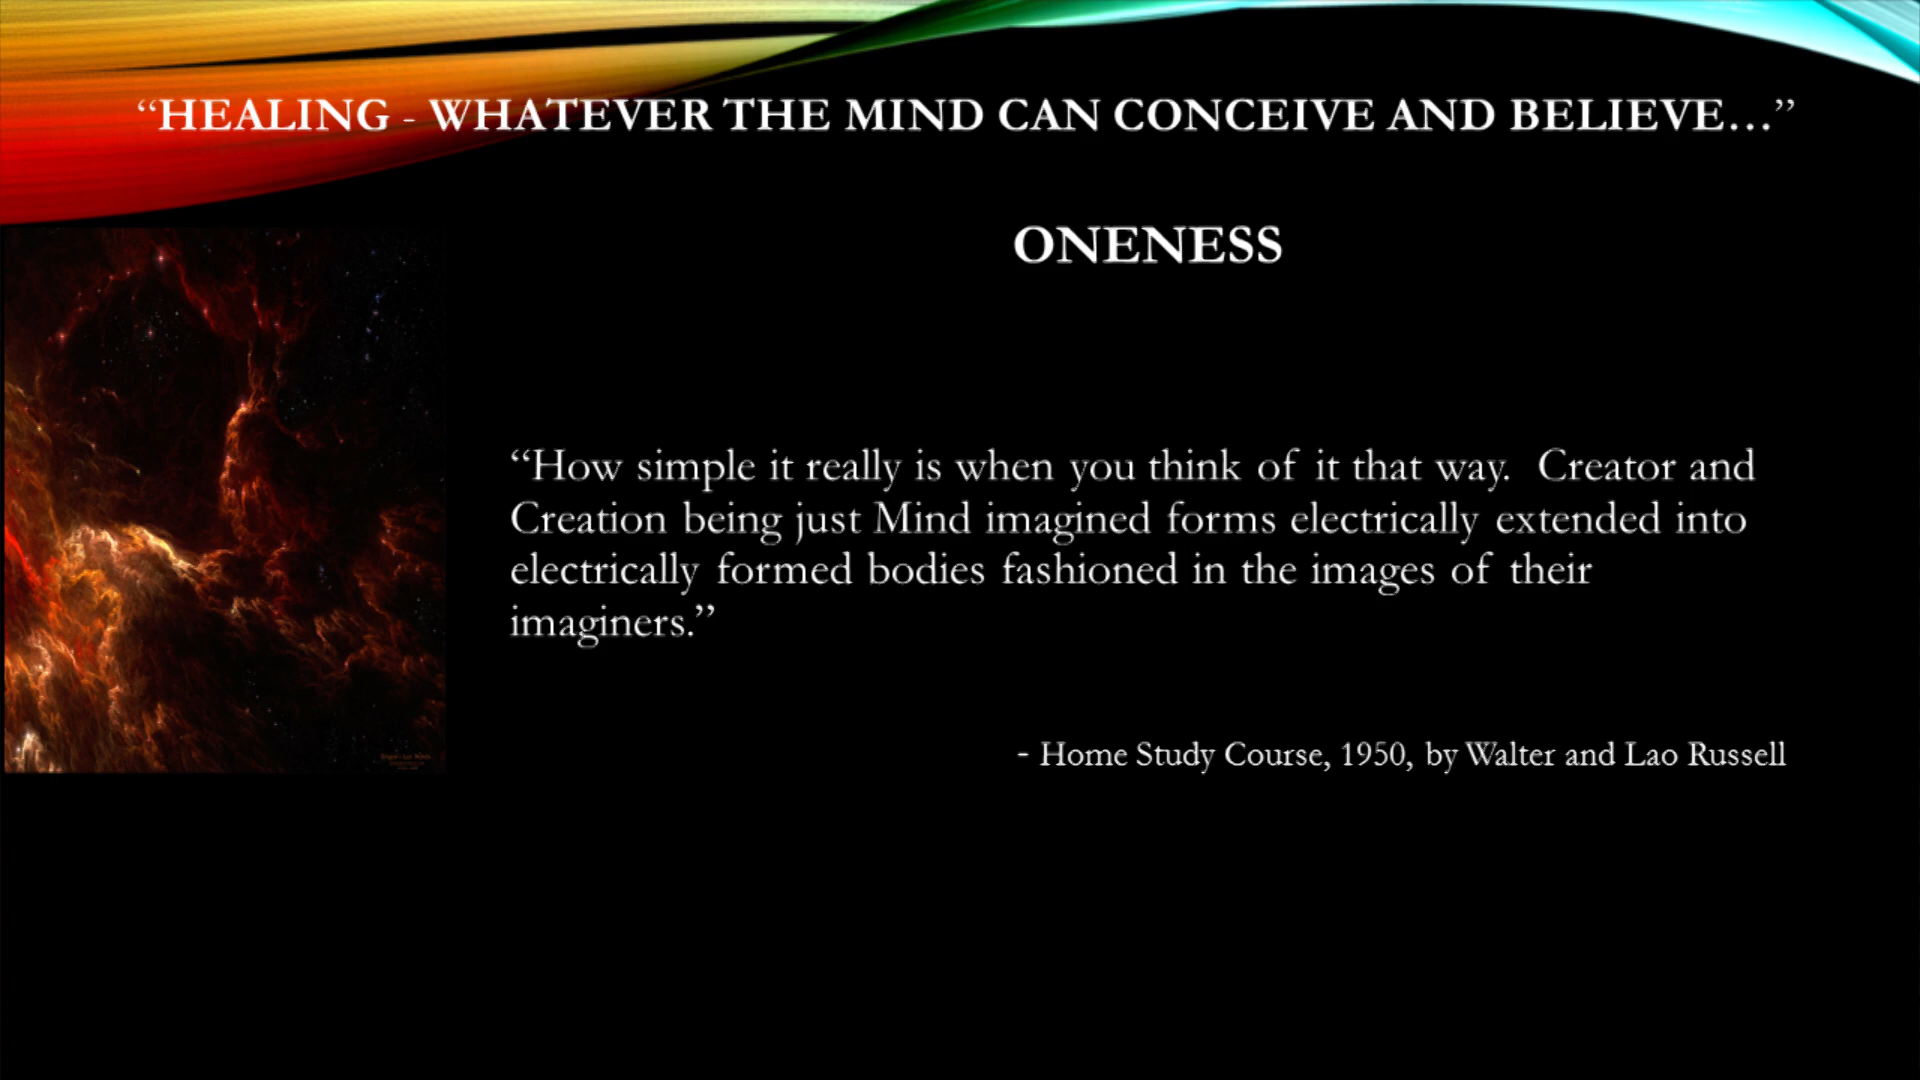 “HEALING - WHATEVER THE MIND CAN CONCEIVE AND BELIEVE…”
ONENESS
“How simple it really is when you think of it that way.  Creator and
Creation being just Mind imagined forms electrically extended into
electrically formed bodies fashioned in the images of their
imaginers.”
- Home Study Course, 1950, by Walter and Lao Russell